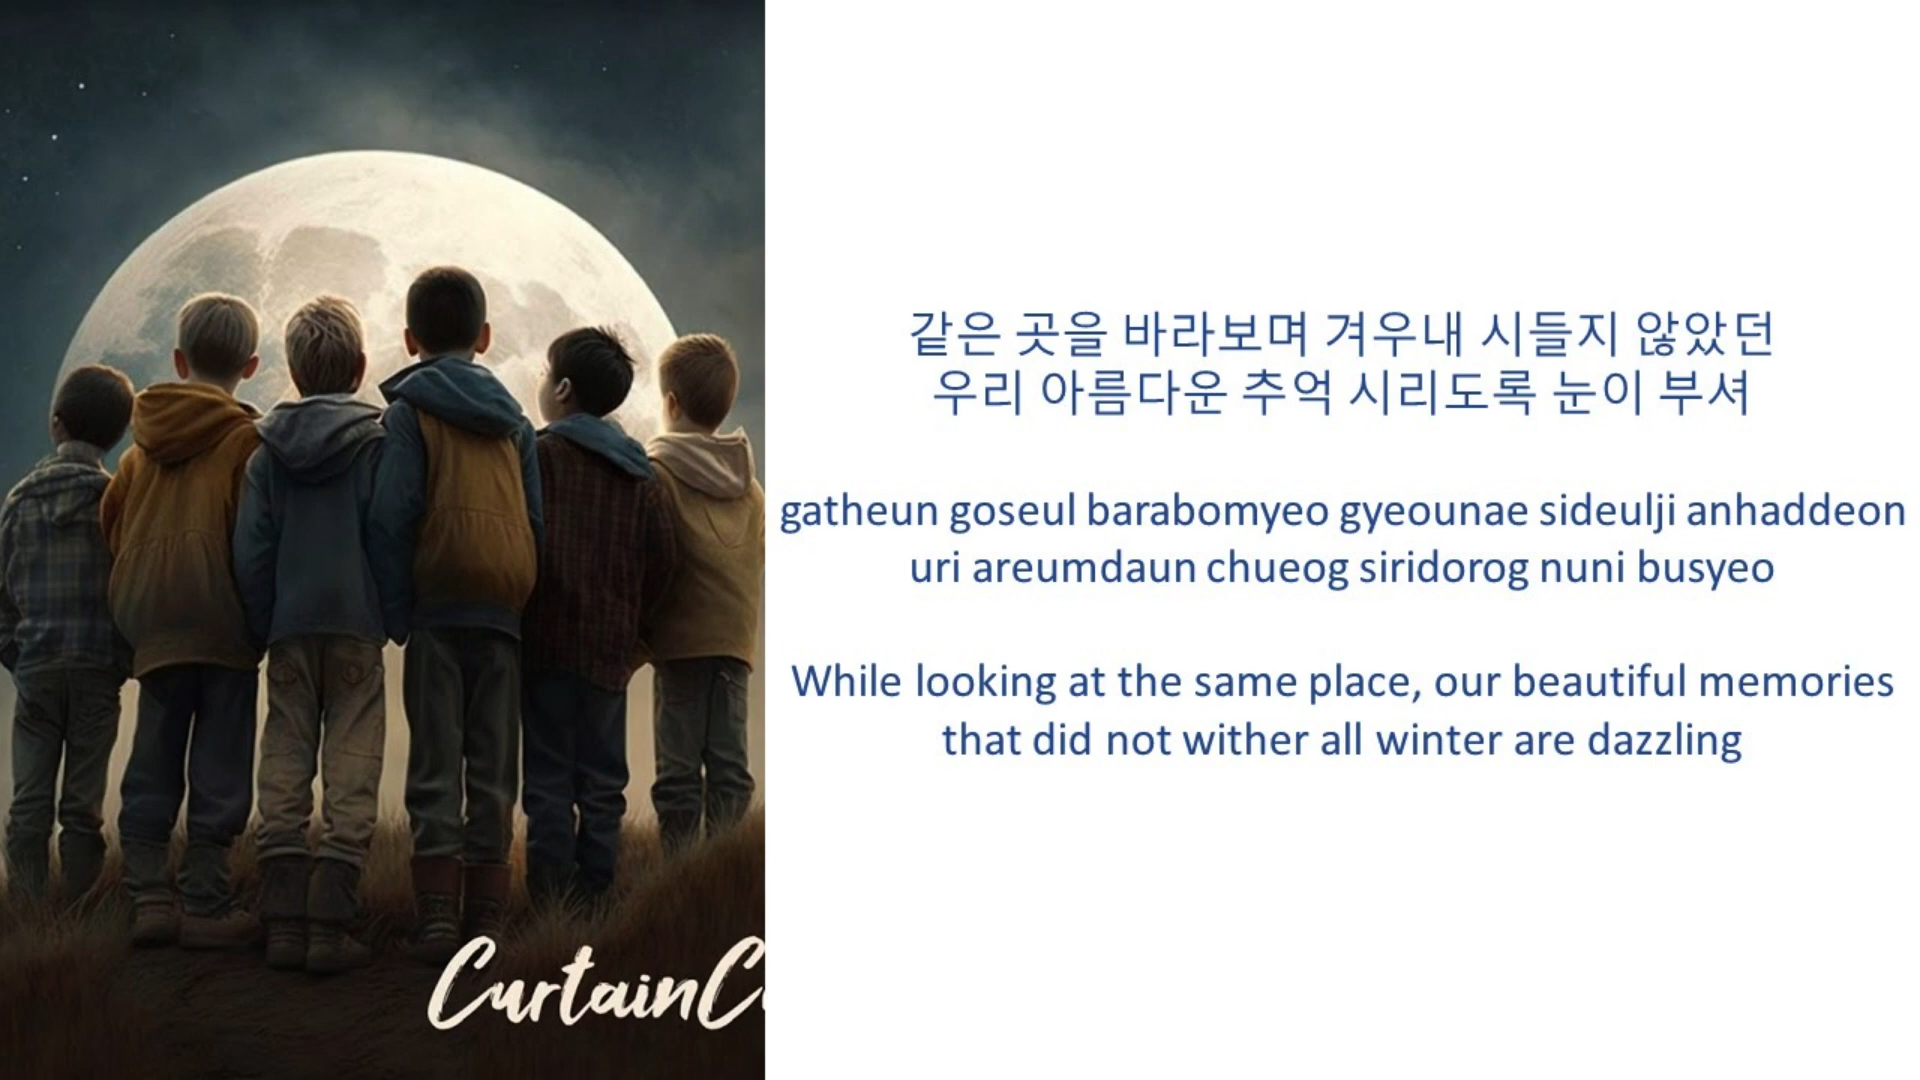 같은 곳을 바라보며 겨우내 시들지 않았던
우리 아름다운 추억 시리도록 눈이 부셔
gatheun goseul barabomyeo gyeounae sideulji anhaddeon
uri areumdaun chueog siridorog nuni busyeo
While looking at the same place, our beautiful memories
that did not wither all winter are dazzling
CurtainC